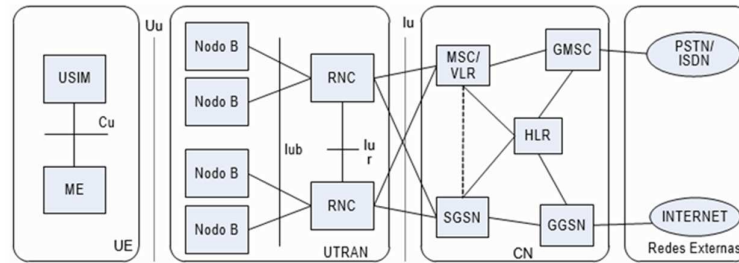 Uu
Iu
USIM
Cu
ME
UE
Nodo B
Nodo B
Nodo B
Nodo B
Iub
RNC
Iu
r
RNC
UTRAN
MSC/
VLR
GMSC
HLR
SGSN
GGSN
CN
PSTN/
ISDN
INTERNET
Redes Externas